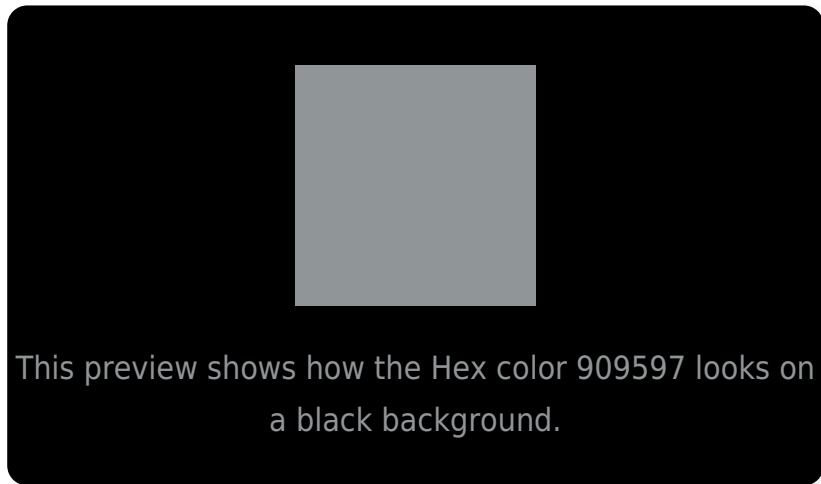 This preview shows how the Hex color 909597 looks on
a black background.